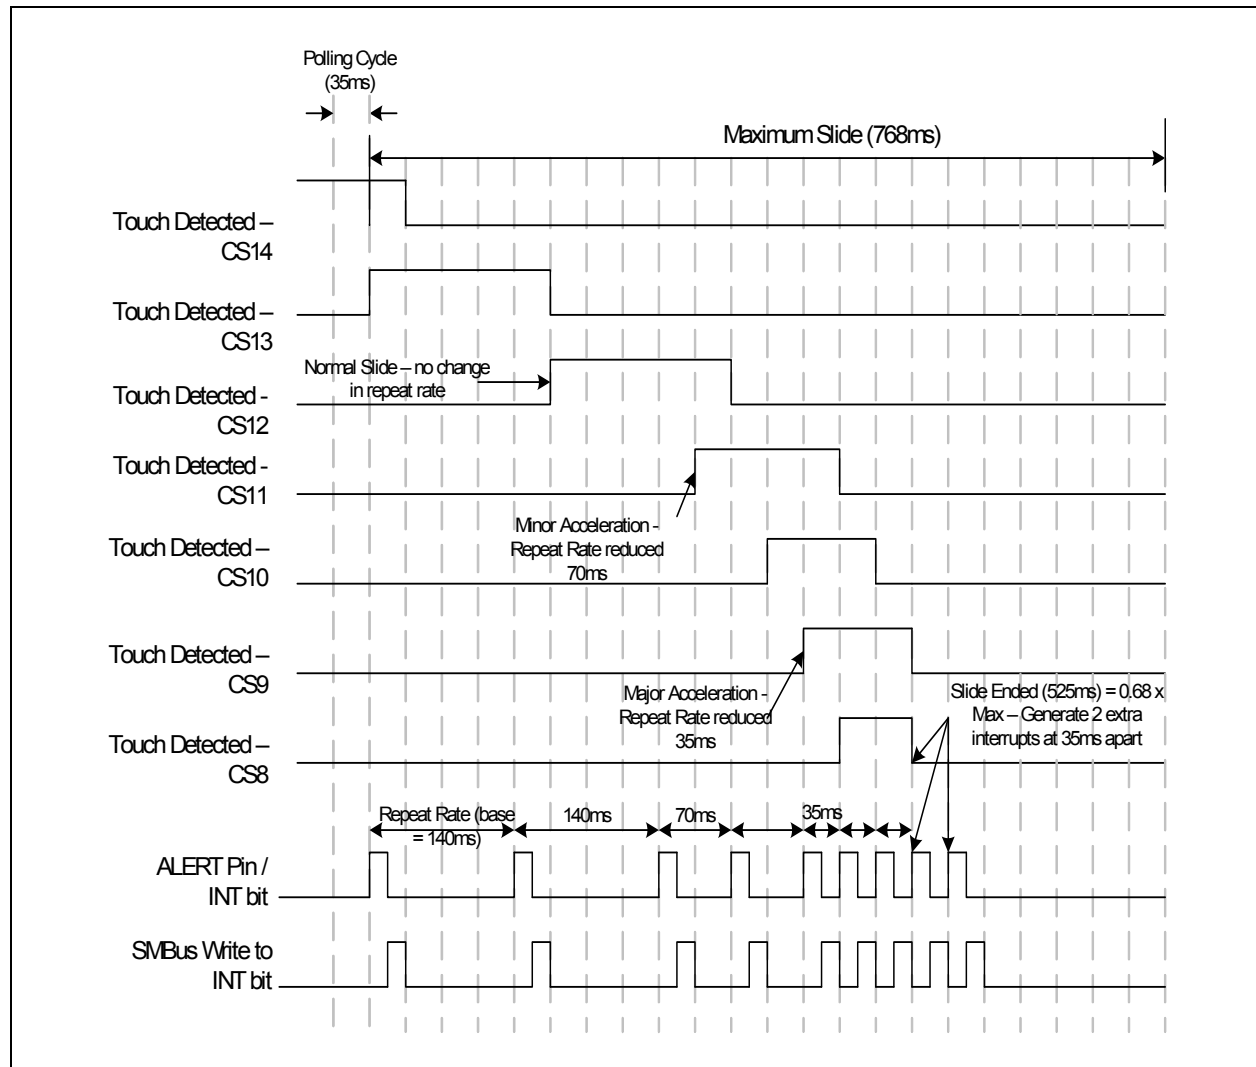 Polling Cycle
(35ms)
Maximum Slide (768ms)
Touch Detected –
CS14
Touch Detected –
CS13
Normal Slide – no change
in repeat rate
Touch Detected -
CS12
Touch Detected -
CS11
Minor Acceleration -
Repeat Rate reduced
70ms
Touch Detected –
CS10
Touch Detected –
CS9
Major Acceleration -
Repeat Rate reduced
35ms
Slide Ended (525ms) = 0.68 x
Max – Generate 2 extra
interrupts at 35ms apart
Touch Detected –
CS8
Repeat Rate (base
= 140ms)
140ms
70ms
35ms
ALERT Pin /
INT bit
SMBus Write to
INT bit